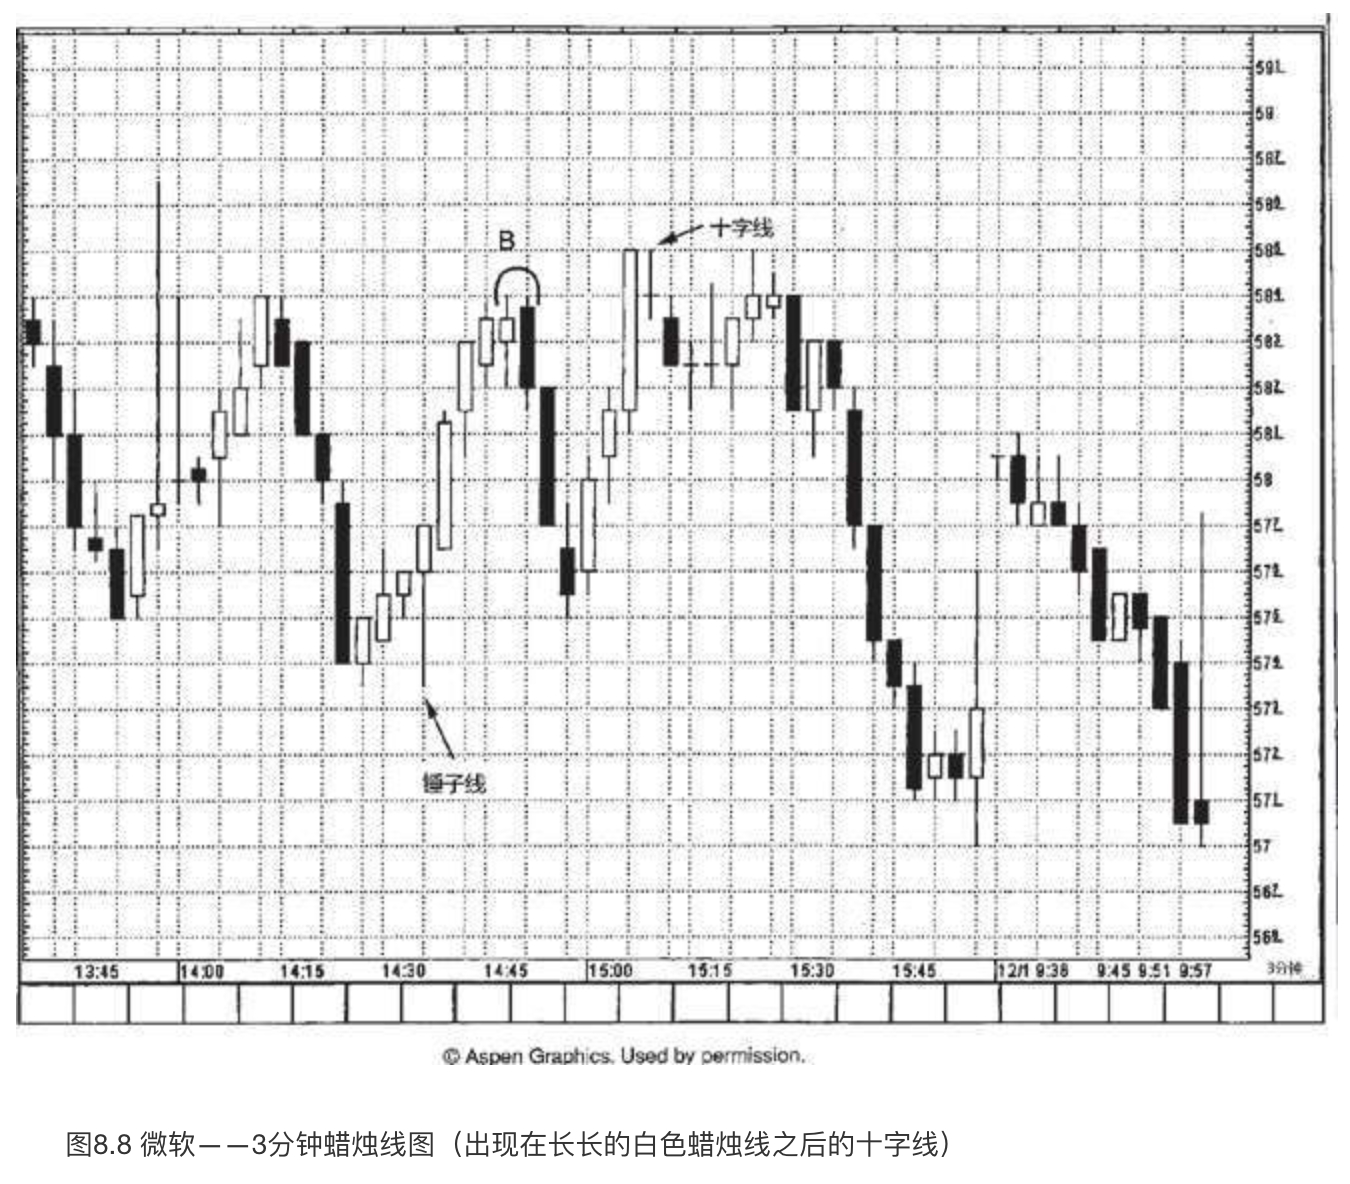 B
十字线
锤子线
59
58
57
13:45 14:00 14:15 14:30 14:45 15:00 15:15 15:30 15:45 12/1 9:38 9:45 9:51 9:57 3分钟
© Aspen Graphics. Used by permission.
图8.8 微软——3分钟蜡烛线图（出现在长长的白色蜡烛线之后的十字线）